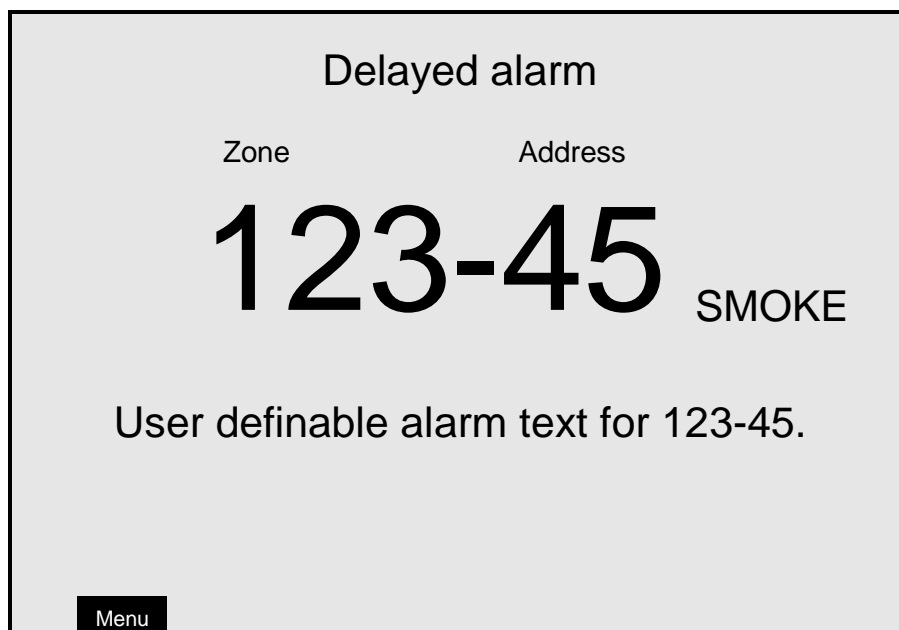 Delayed alarm
Zone Address
123-45 SMOKE
User definable alarm text for 123-45.
Menu